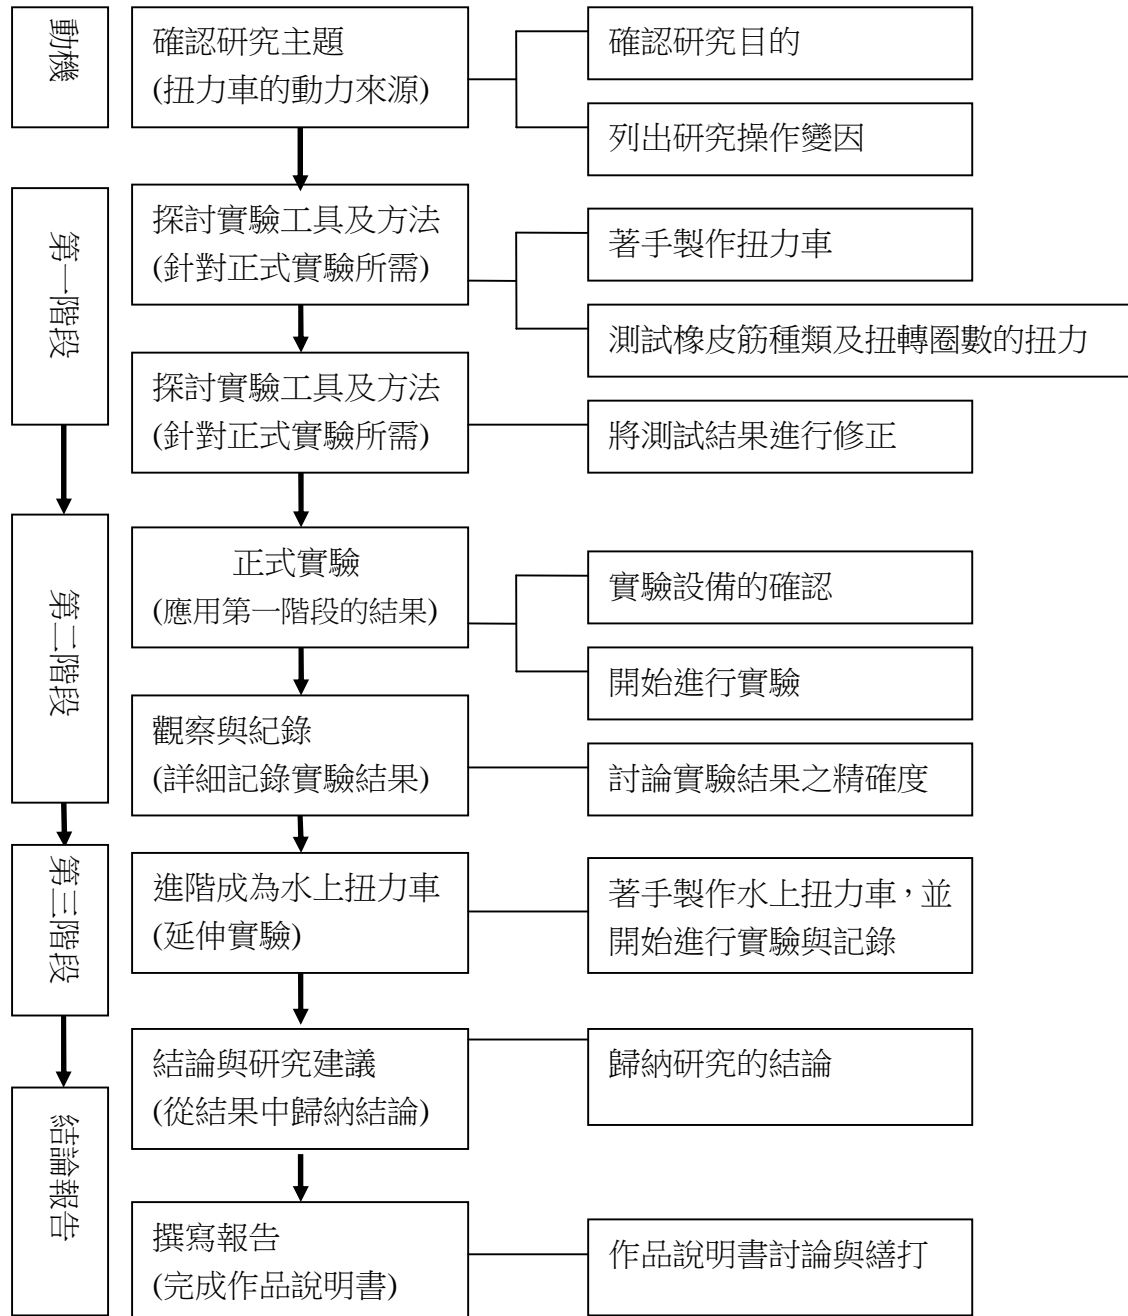 動機
確認研究主題
(扭力車的動力來源)
確認研究目的
列出研究操作變因
第一階段
探討實驗工具及方法
(針對正式實驗所需)
著手製作扭力車
測試橡皮筋種類及扭轉圈數的扭力
探討實驗工具及方法
(針對正式實驗所需)
將測試結果進行修正
第二階段
正式實驗
(應用第一階段的結果)
實驗設備的確認
開始進行實驗
觀察與紀錄
(詳細記錄實驗結果)
討論實驗結果之精確度
第三階段
進階成為水上扭力車
(延伸實驗)
著手製作水上扭力車，並
開始進行實驗與記錄
結論與研究建議
(從結果中歸納結論)
歸納研究的結論
結論報告
撰寫報告
(完成作品說明書)
作品說明書討論與繕打